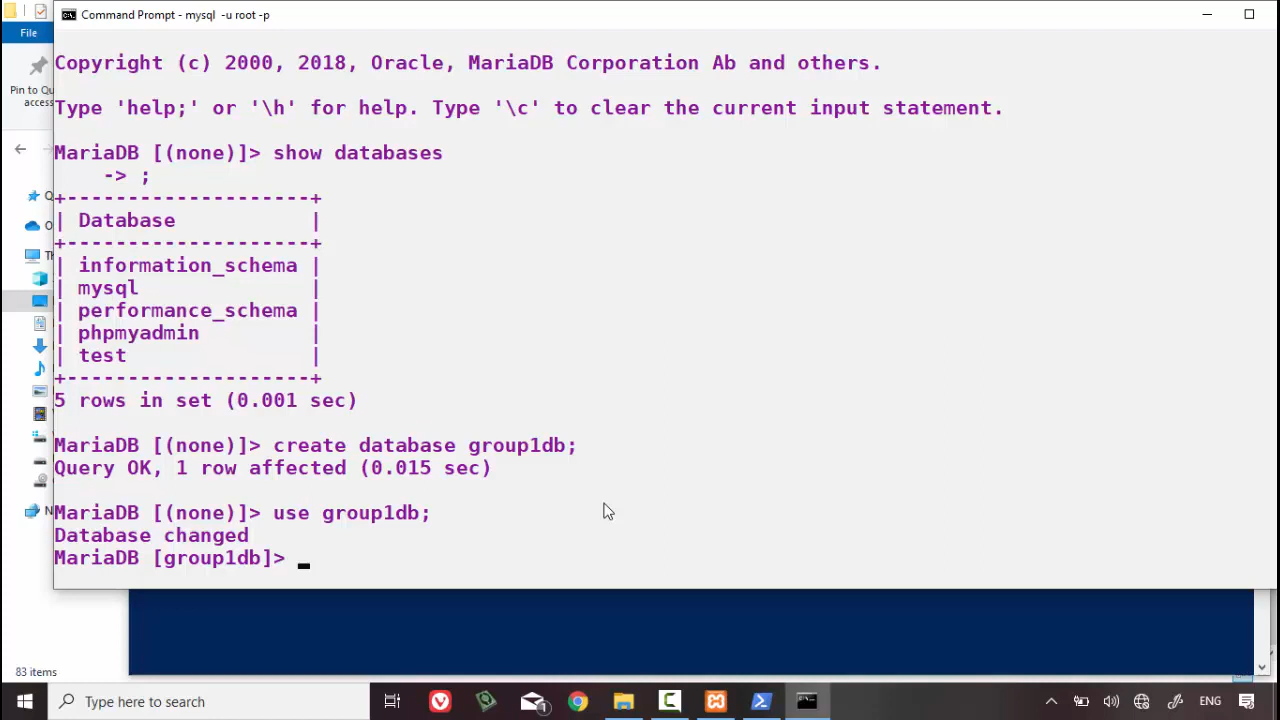 Command Prompt - mysql -u root -p
File
Pin to Qu
access
Copyright (c) 2000, 2018, Oracle, MariaDB Corporation Ab and others.
Type 'help;' or '\h' for help. Type '\c' to clear the current input statement.
MariaDB [(none)]> show databases
    -> ;
+--------------------+
| Database           |
+--------------------+
| information_schema |
| mysql              |
| performance_schema |
| phpmyadmin         |
| test               |
+--------------------+
5 rows in set (0.001 sec)
MariaDB [(none)]> create database group1db;
Query OK, 1 row affected (0.015 sec)
MariaDB [(none)]> use group1db;
Database changed
MariaDB [group1db]>
83 items
Type here to search
1
ENG